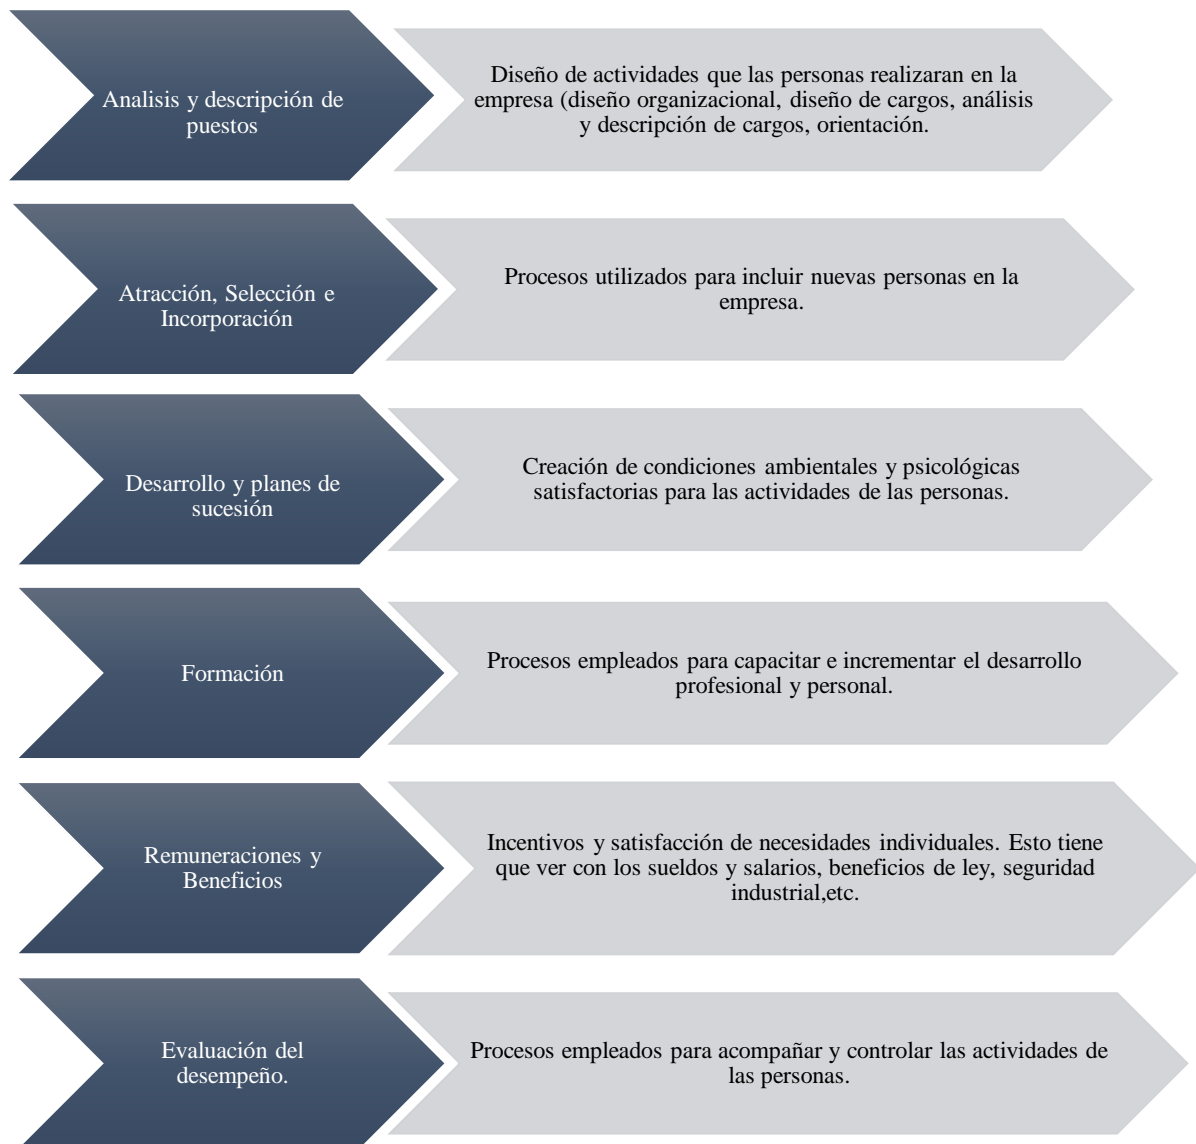 Analisis y descripción de
puestos
Diseño de actividades que las personas realizaran en la
empresa (diseño organizacional, diseño de cargos, análisis
y descripción de cargos, orientación.
Atracción, Selección e
Incorporación
Procesos utilizados para incluir nuevas personas en la
empresa.
Desarrollo y planes de
sucesión
Creación de condiciones ambientales y psicológicas
satisfactorias para las actividades de las personas.
Formación
Procesos empleados para capacitar e incrementar el desarrollo
profesional y personal.
Remuneraciones y
Beneficios
Incentivos y satisfacción de necesidades individuales. Esto tiene
que ver con los sueldos y salarios, beneficios de ley, seguridad
industrial,etc.
Evaluación del
desempeño.
Procesos empleados para acompañar y controlar las actividades de
las personas.